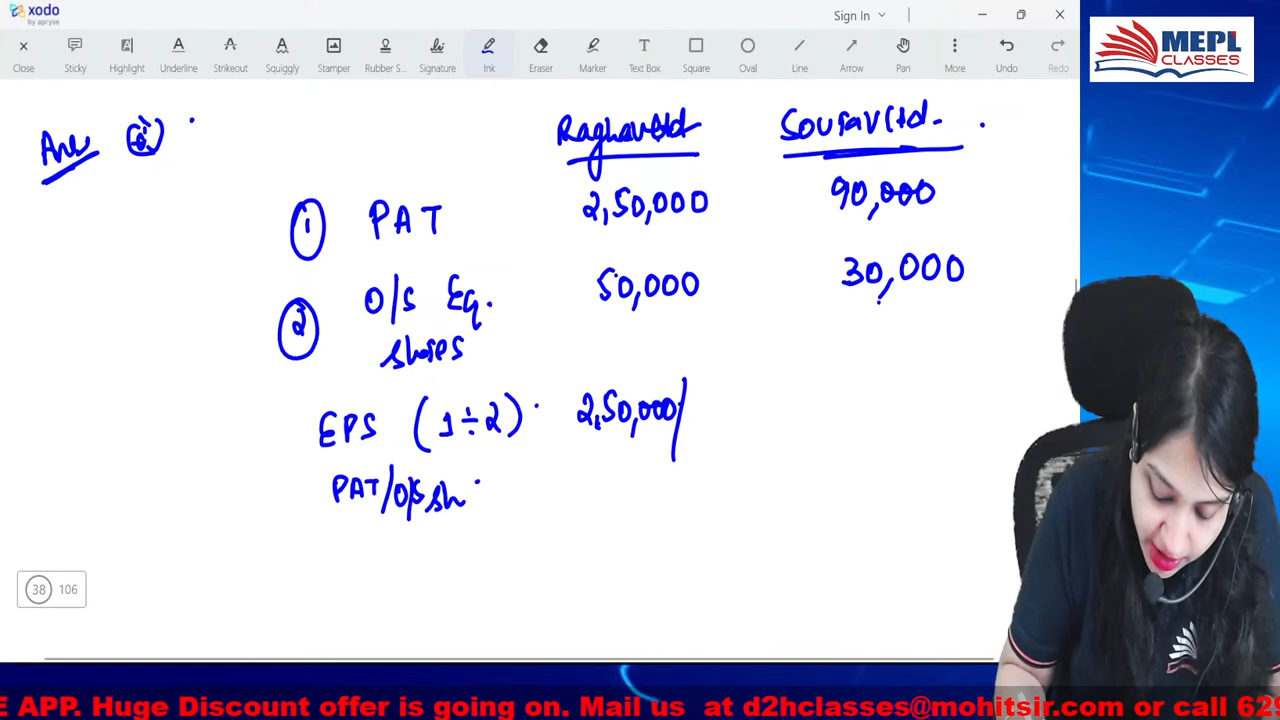 xodo
by apryse
Sign In
Close Sticky Highlight Underline Strikeout Squiggly Stamper Rubber Signature Ink Eraser Marker Text Box Square Oval Line Arrow Pan More Undo Redo
MEPL
CLASSES
Ans (i)
Raghav Ltd Sourav Ltd.
1 PAT 2,50,000 90,000
2 O/S Eq. 50,000 30,000
shares
EPS (1÷2) 2,50,000/
PAT/O/S sh
38 106
E APP. Huge Discount offer is going on. Mail us at d2hclasses@mohitsir.com or call 62